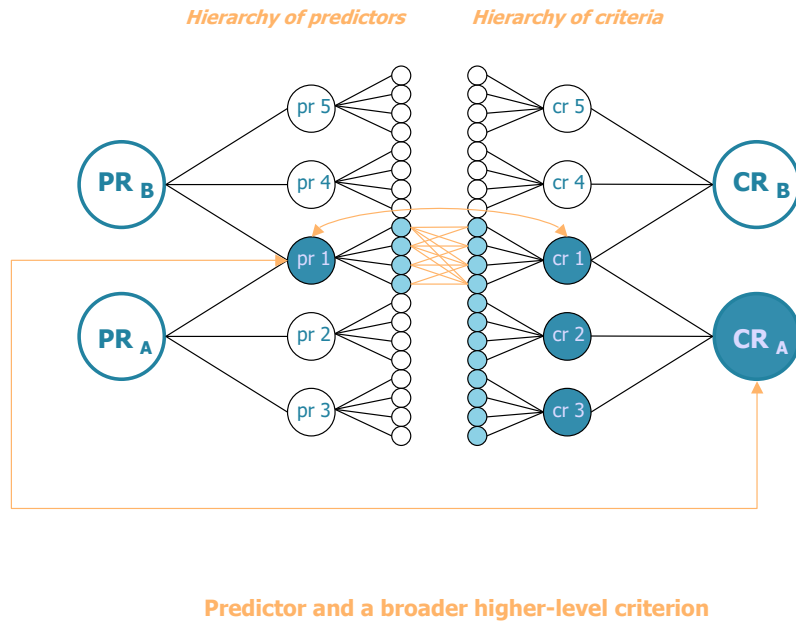 Hierarchy of predictors
Hierarchy of criteria
pr 5
cr 5
PR B
pr 4
cr 4
CR B
pr 1
cr 1
PR A
pr 2
cr 2
CR A
pr 3
cr 3
Predictor and a broader higher-level criterion